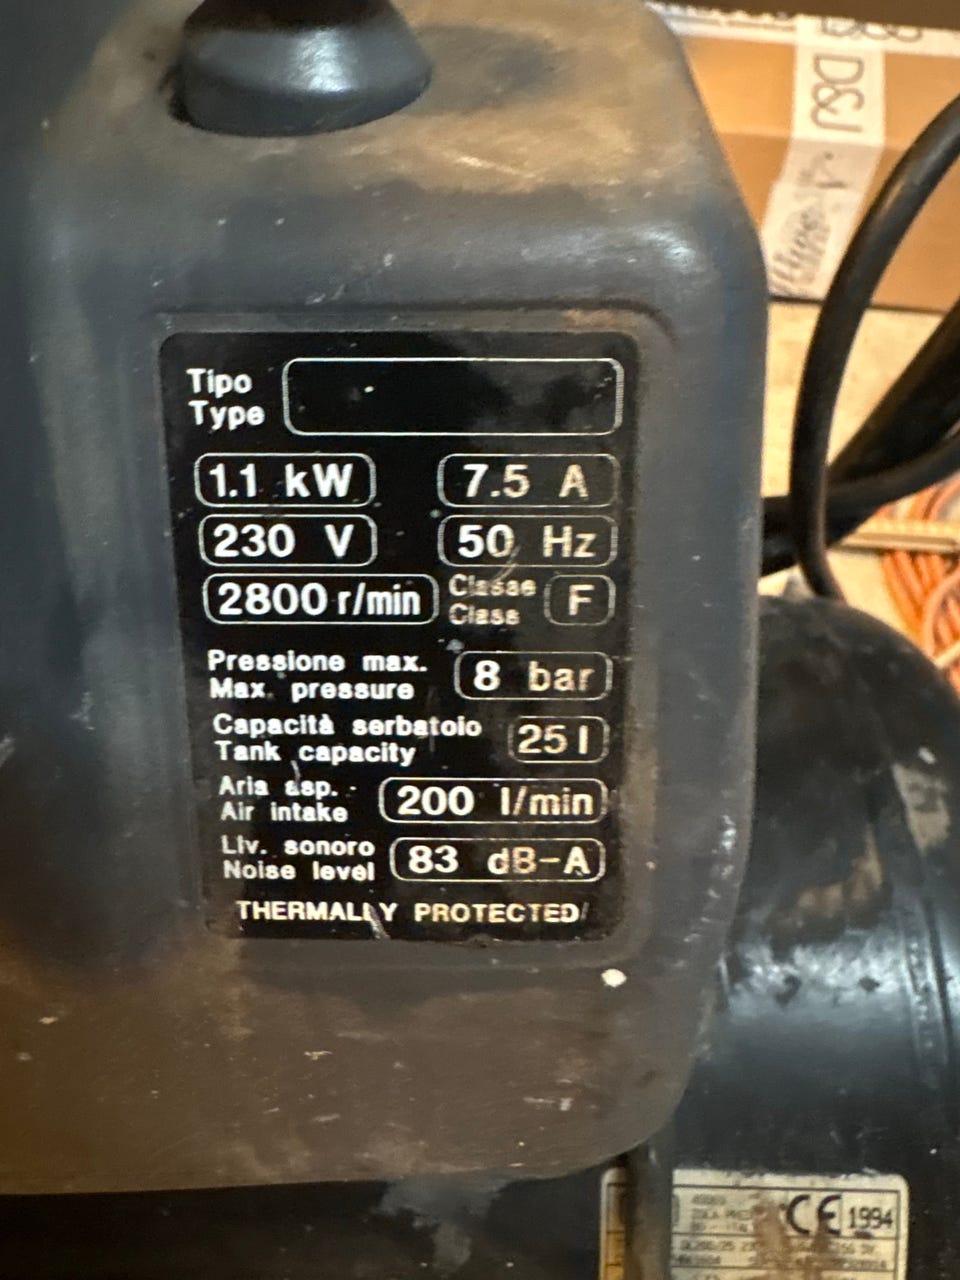 Tipo
Type
1.1 kW 7.5 A
230 V 50 Hz
2800 r/min Classe
Class F
Pressione max.
Max. pressure 8 bar
Capacità serbatoio
Tank capacity 25 l
Aria asp.
Air intake 200 l/min
Liv. sonoro
Noise level 83 dB-A
THERMALLY PROTECTED
D&J
CE 1994